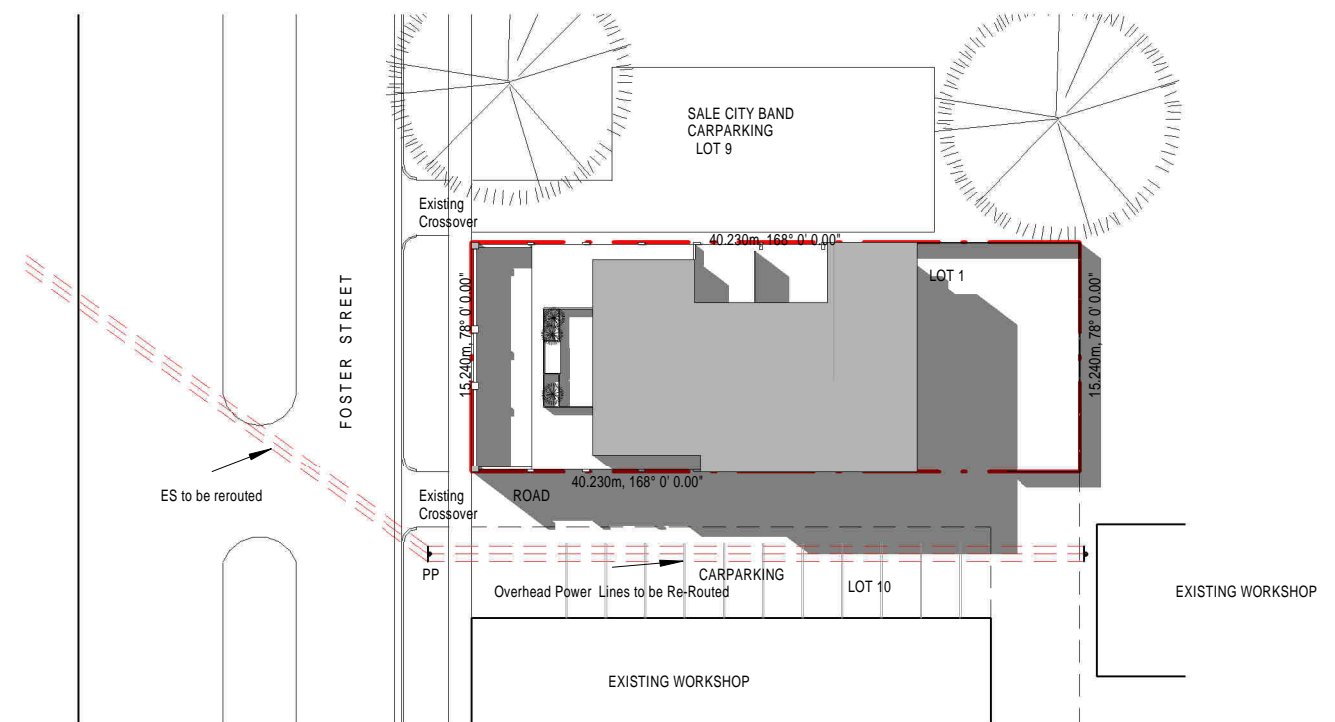 SALE CITY BAND
CARPARKING
LOT 9
Existing
Crossover
40.230m, 168° 0' 0.00"
LOT 1
FOSTER STREET
15.240m, 78° 0' 0.00"
15.240m, 78° 0' 0.00"
40.230m, 168° 0' 0.00"
ES to be rerouted
Existing
Crossover
ROAD
PP
CARPARKING
Overhead Power Lines to be Re-Routed
LOT 10
EXISTING WORKSHOP
EXISTING WORKSHOP